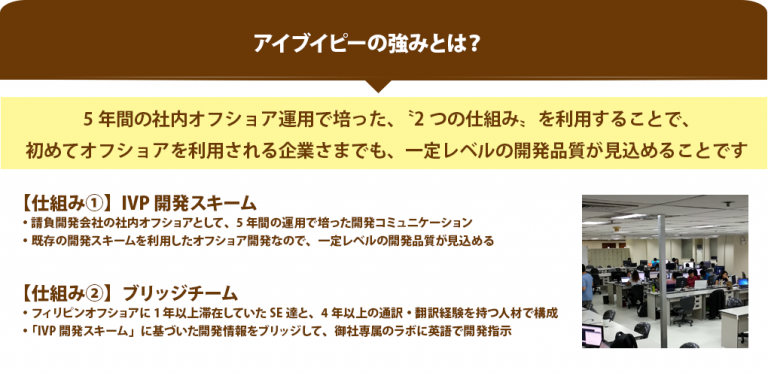 アイブイピーの強みとは？
5年間の社内オフショア運用で培った、〝2つの仕組み〟を利用することで、
初めてオフショアを利用される企業さまでも、一定レベルの開発品質が見込めることです
【仕組み①】IVP開発スキーム
・請負開発会社の社内オフショアとして、5年間の運用で培った開発コミュニケーション
・既存の開発スキームを利用したオフショア開発なので、一定レベルの開発品質が見込める
【仕組み②】ブリッジチーム
・フィリピンオフショアに1年以上滞在していたSE達と、4年以上の通訳・翻訳経験を持つ人材で構成
・「IVP開発スキーム」に基づいた開発情報をブリッジして、御社専属のラボに英語で開発指示